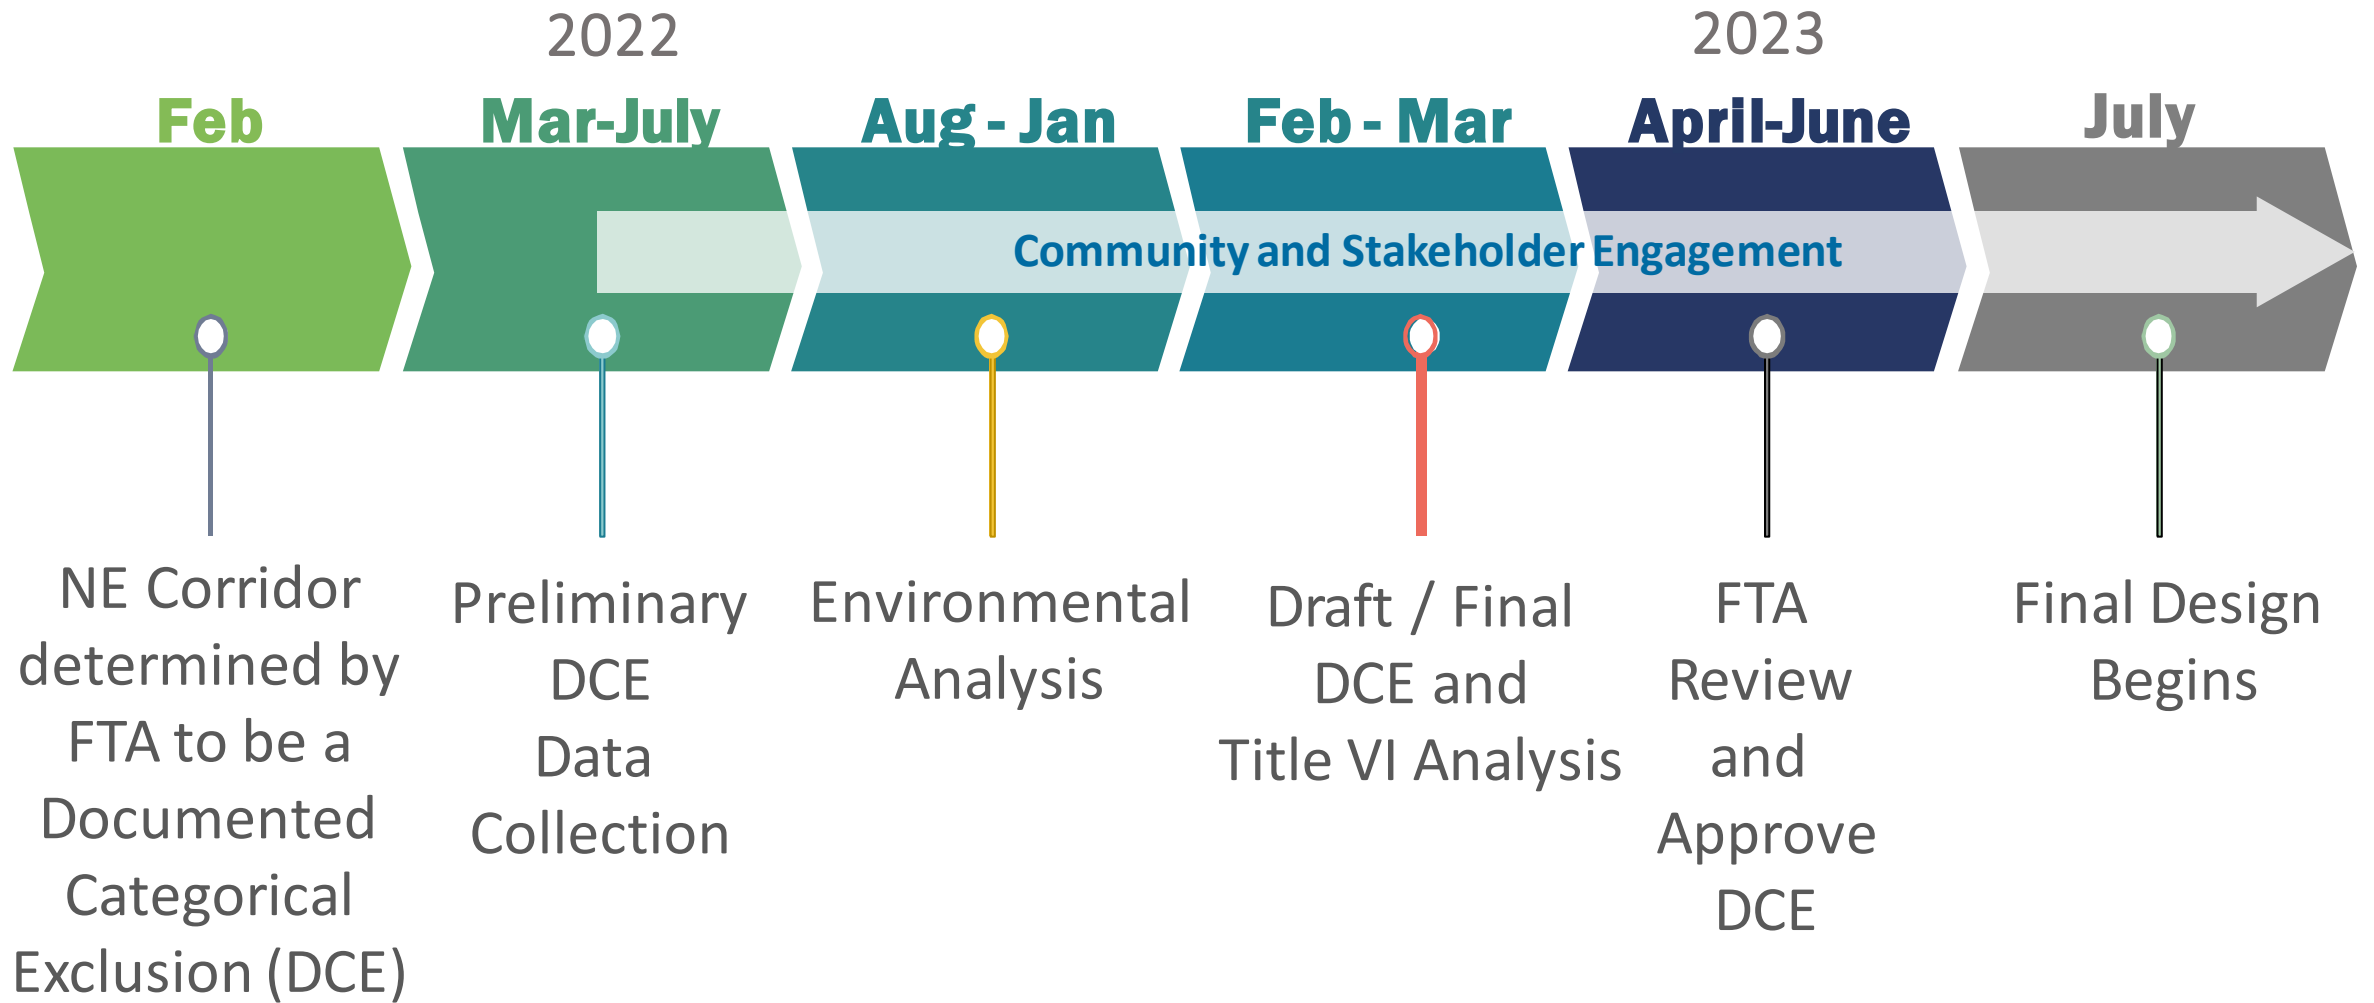 2022
2023
Feb
Mar-July
Aug - Jan
Feb - Mar
April-June
July
Community and Stakeholder Engagement
NE Corridor
determined by
FTA to be a
Documented
Categorical
Exclusion (DCE)
Preliminary
DCE
Data
Collection
Environmental
Analysis
Draft / Final
DCE and
Title VI Analysis
FTA
Review
and
Approve
DCE
Final Design
Begins